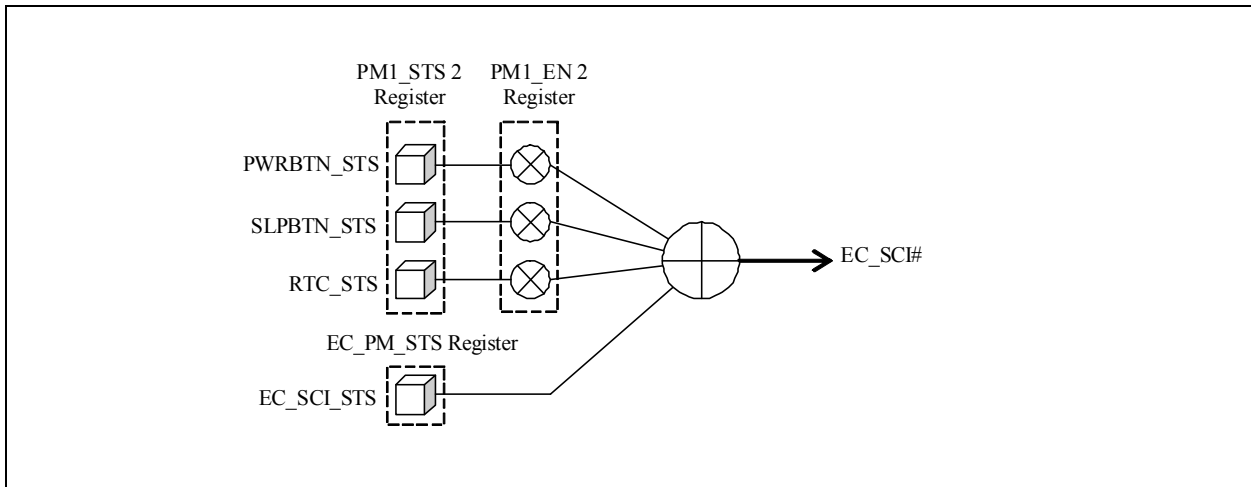 PM1_STS 2
Register
PM1_EN 2
Register
PWRBTN_STS
SLPBTN_STS
RTC_STS
EC_SCI#
EC_PM_STS Register
EC_SCI_STS